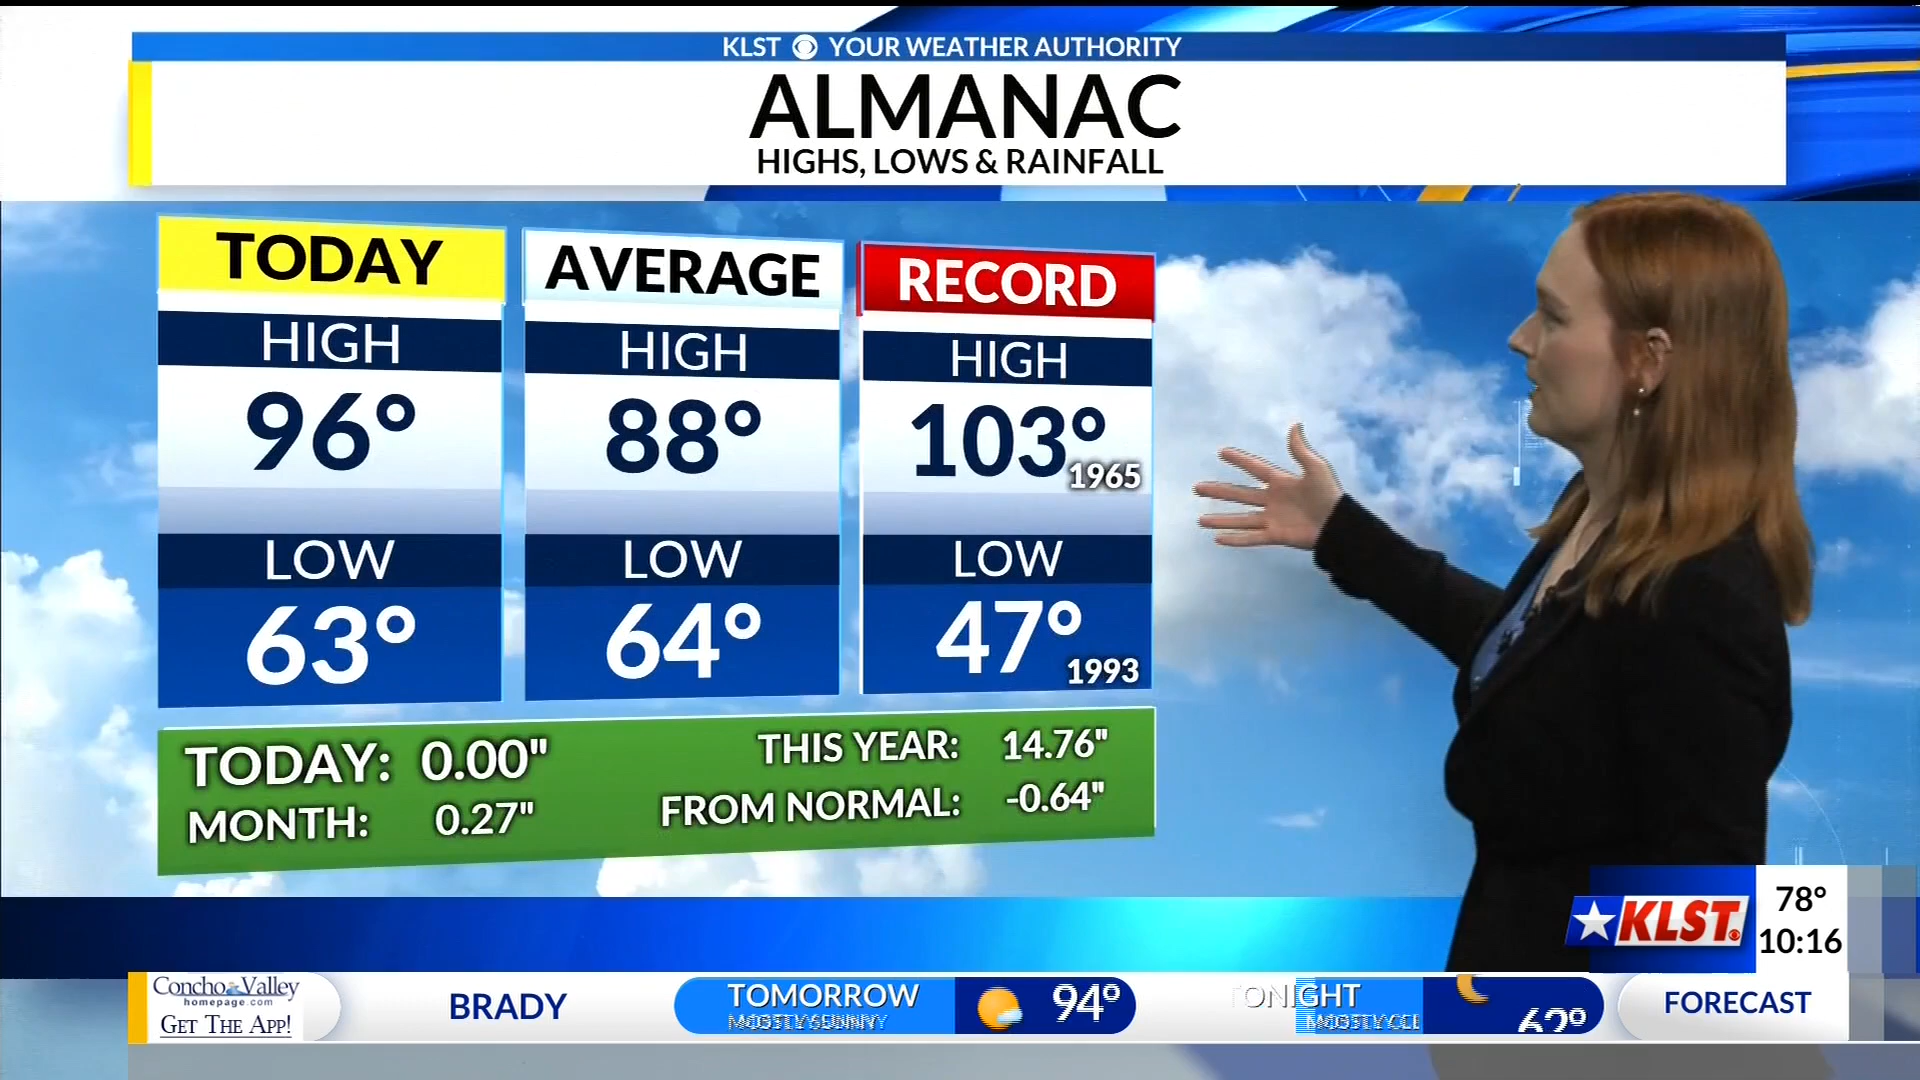 KLST YOUR WEATHER AUTHORITY
ALMANAC
HIGHS, LOWS & RAINFALL
TODAY
HIGH
96°
LOW
63°
AVERAGE
HIGH
88°
LOW
64°
RECORD
HIGH
103°
1965
LOW
47°
1993
TODAY: 0.00"
MONTH: 0.27"
THIS YEAR: 14.76"
FROM NORMAL: -0.64"
KLST
78°
10:16
Concho Valley
homepage.com
GET THE APP!
BRADY
TOMORROW
94°
TONIGHT
62°
FORECAST